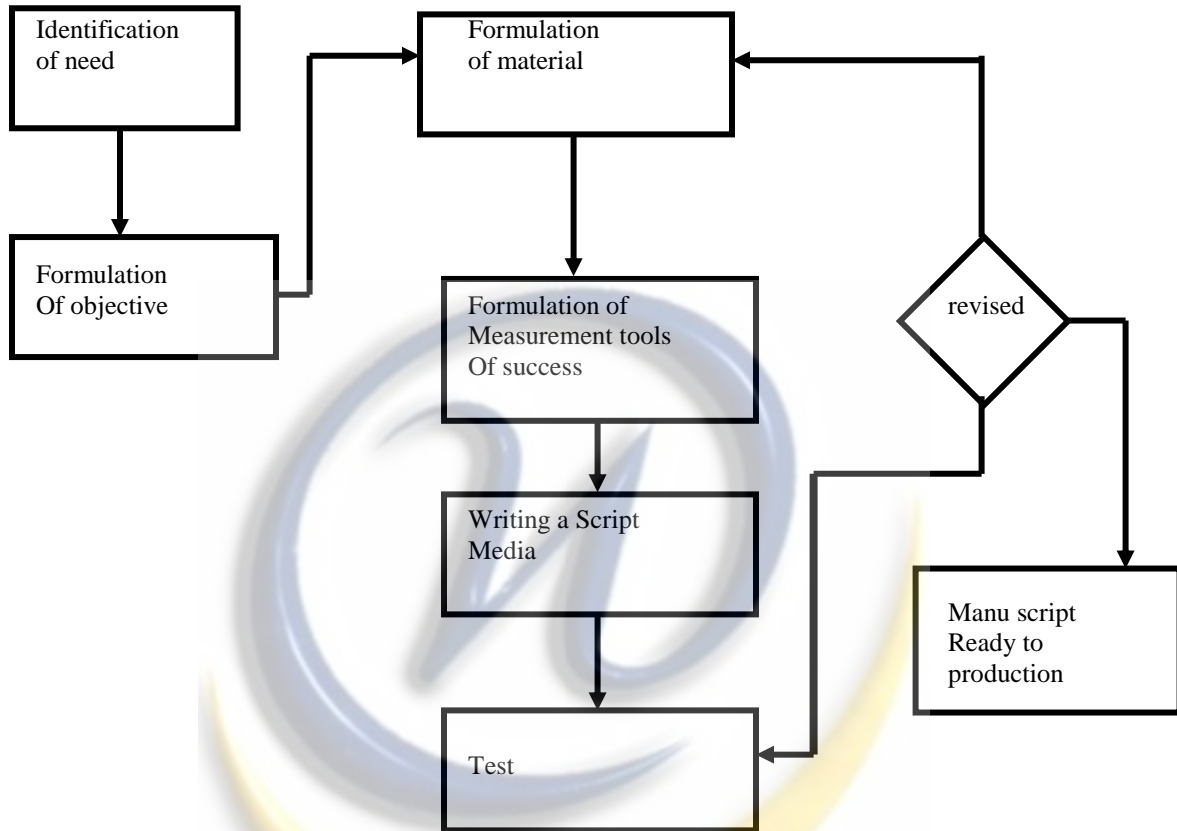 Identification
of need
Formulation
of material
Formulation
Of objective
Formulation of
Measurement tools
Of success
revised
Writing a Script
Media
Manu script
Ready to
production
Test